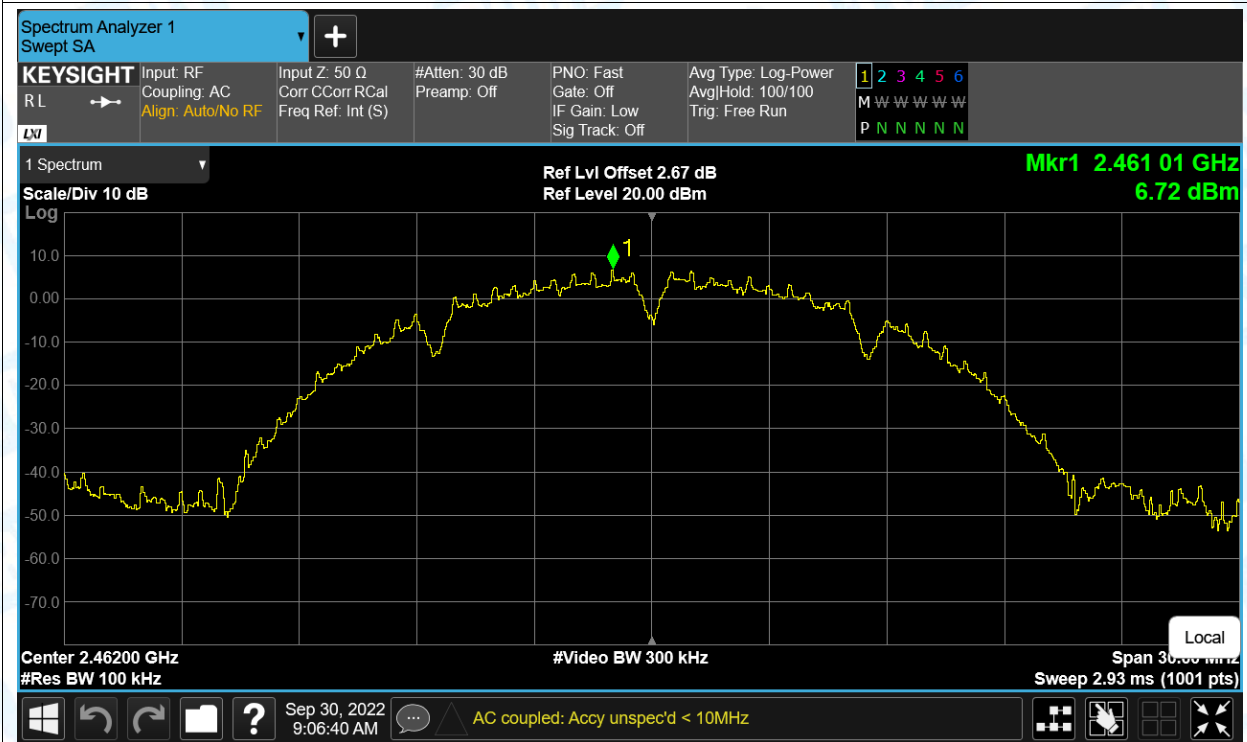 Spectrum Analyzer 1
Swept SA
+
KEYSIGHT
R L
LXI
Input: RF
Coupling: AC
Align: Auto/No RF
Input Z: 50 Ω
Corr CCorr RCal
Freq Ref: Int (S)
#Atten: 30 dB
Preamp: Off
PNO: Fast
Gate: Off
IF Gain: Low
Sig Track: Off
Avg Type: Log-Power
Avg|Hold: 100/100
Trig: Free Run
1 2 3 4 5 6
M W W W W W
P N N N N N
1 Spectrum
Scale/Div 10 dB
Log
Ref Lvl Offset 2.67 dB
Ref Level 20.00 dBm
Mkr1 2.461 01 GHz
6.72 dBm
1
10.0
0.00
-10.0
-20.0
-30.0
-40.0
-50.0
-60.0
-70.0
Local
Center 2.46200 GHz
#Video BW 300 kHz
Span 30.00 MHz
#Res BW 100 kHz
Sweep 2.93 ms (1001 pts)
?
Sep 30, 2022
9:06:40 AM
AC coupled: Accy unspec'd < 10MHz